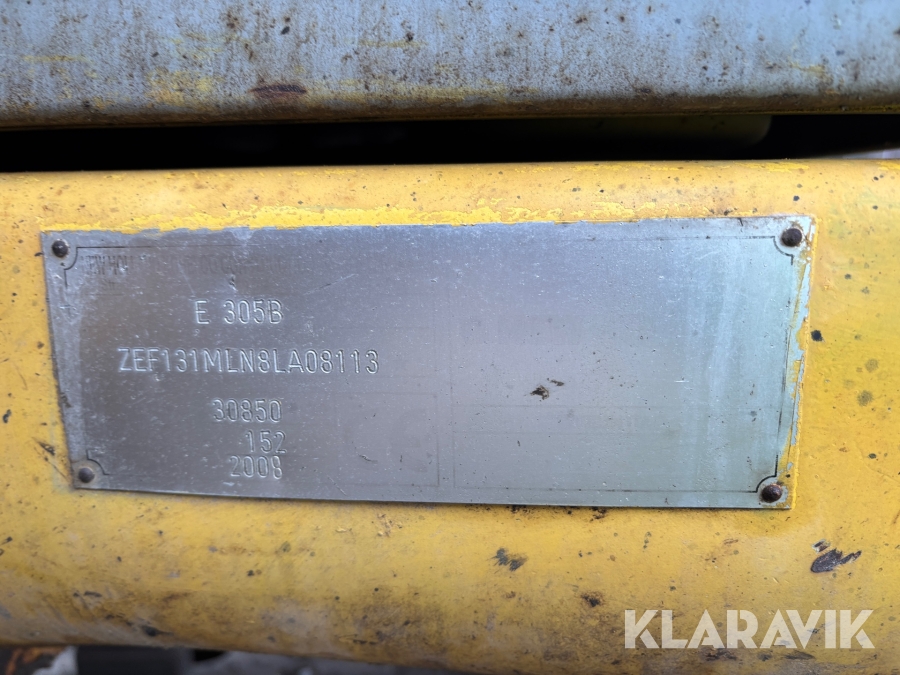 E 305B
ZEF131MLN8LA08113
30850
152
2008
KLARAVIK